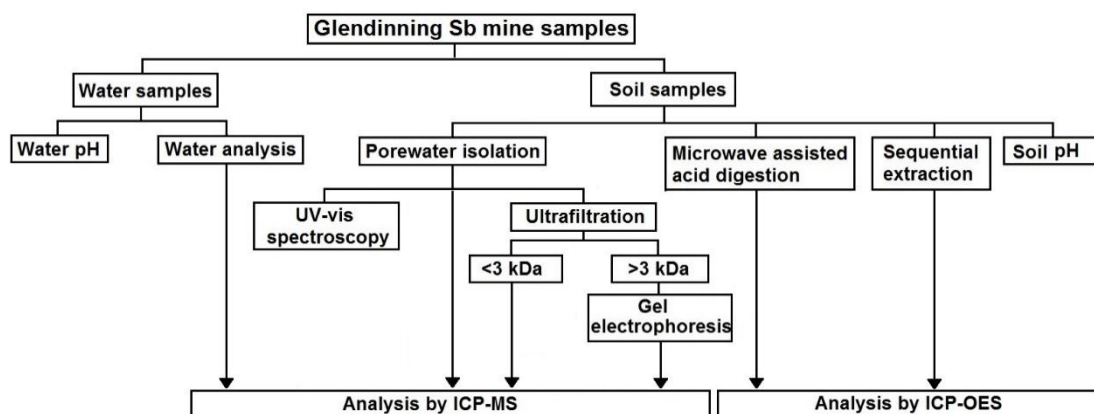 Glendinning Sb mine samples
Water samples
Soil samples
Water pH
Water analysis
Porewater isolation
Microwave assisted
acid digestion
Sequential
extraction
Soil pH
UV-vis
spectroscopy
Ultrafiltration
<3 kDa
>3 kDa
Gel
electrophoresis
Analysis by ICP-MS
Analysis by ICP-OES